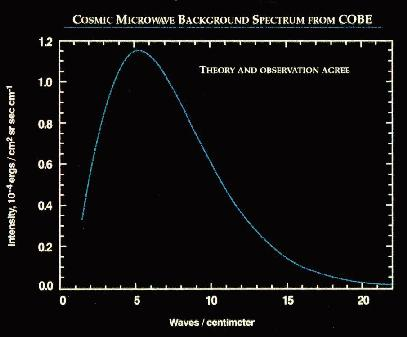 COSMIC MICROWAVE BACKGROUND SPECTRUM FROM COBE
THEORY AND OBSERVATION AGREE
Intensity, 10⁻⁴ ergs / cm² sr sec cm⁻¹
1.2
1.0
0.8
0.6
0.4
0.2
0.0
0 5 10 15 20
Waves / centimeter